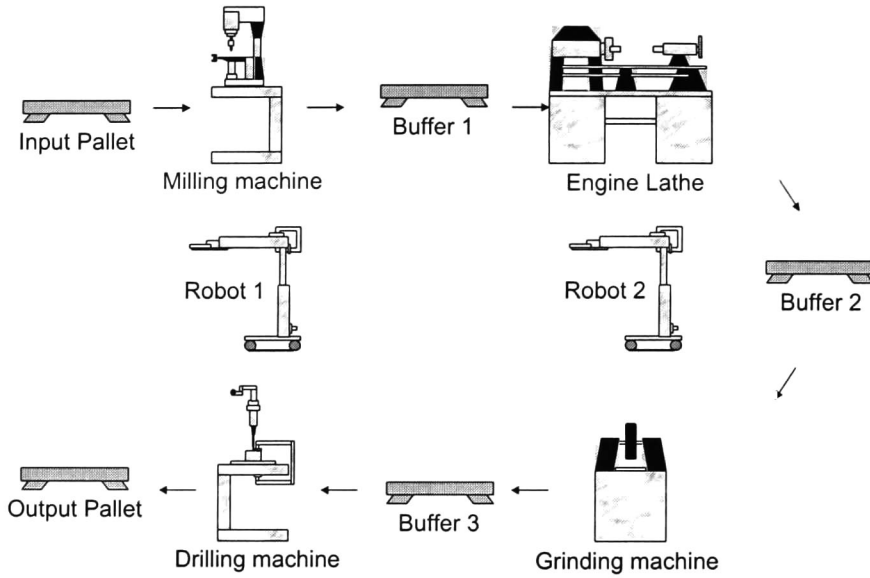 Input Pallet
Milling machine
Buffer 1
Engine Lathe
Robot 1
Robot 2
Buffer 2
Output Pallet
Drilling machine
Buffer 3
Grinding machine